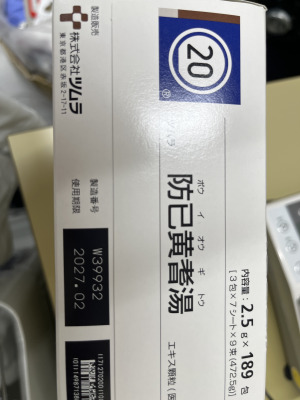 20
®
ボウ イ オウ ギ トウ
防已黄耆湯
エキス顆粒(医
内容量:2.5g×189包
[3包×7シート×9束(472.5g)]
製造販売
株式会社ツムラ
東京都港区赤坂2-17-11
製造番号 W39932
使用期限 2027.02